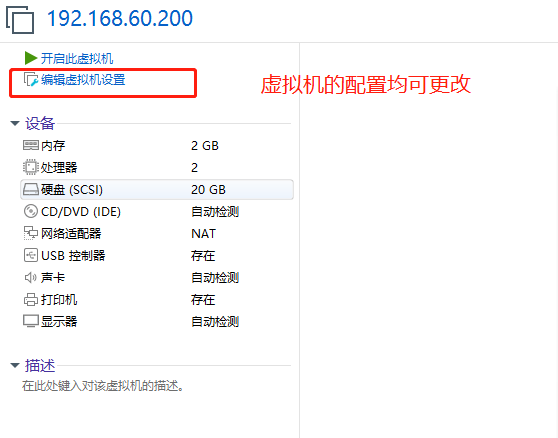 192.168.60.200
开启此虚拟机
编辑虚拟机设置
虚拟机的配置均可更改
设备
内存 2 GB
处理器 2
硬盘 (SCSI) 20 GB
CD/DVD (IDE) 自动检测
网络适配器 NAT
USB 控制器 存在
声卡 自动检测
打印机 存在
显示器 自动检测
描述
在此处键入对该虚拟机的描述。